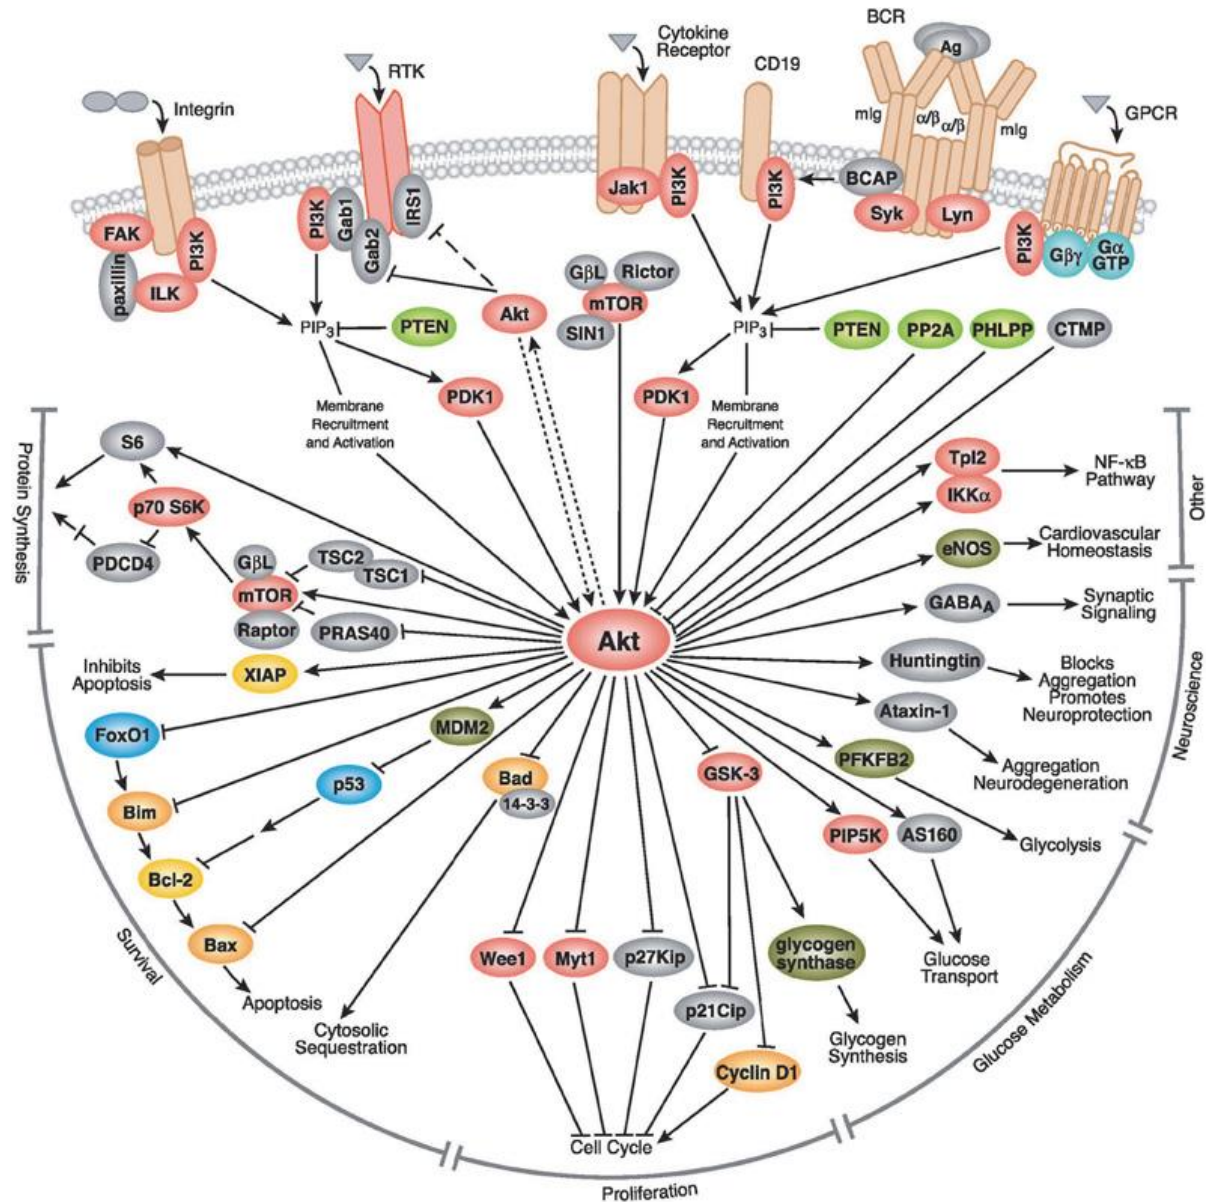 BCR
Ag
Cytokine
Receptor
CD19
RTK
Integrin
mIg
α/β
α/β
mIg
GPCR
FAK
PI3K
paxillin
ILK
PI3K
Gab1
Gab2
IRS1
Jak1
PI3K
PI3K
BCAP
Syk
Lyn
PI3K
Gβγ
Gα
GTP
GβL
Rictor
mTOR
SIN1
Akt
PIP3
PTEN
PIP3
PTEN
PP2A
PHLPP
CTMP
PDK1
PDK1
Membrane
Recruitment
and Activation
Membrane
Recruitment
and Activation
Protein Synthesis
S6
p70 S6K
PDCD4
GβL
mTOR
Raptor
TSC2
TSC1
PRAS40
Akt
Tpl2
IKKα
NF-κB
Pathway
Other
eNOS
Cardiovascular
Homeostasis
GABAA
Synaptic
Signaling
Huntingtin
Blocks
Aggregation
Promotes
Neuroprotection
Neuroscience
Ataxin-1
Aggregation
Neurodegeneration
Inhibits
Apoptosis
XIAP
FoxO1
MDM2
p53
Bim
Bcl-2
Bax
Apoptosis
Survival
Bad
14-3-3
Cytosolic
Sequestration
GSK-3
PFKFB2
Glycolysis
PIP5K
AS160
Glucose
Transport
Glucose Metabolism
Wee1
Myt1
p27Kip
p21Cip
glycogen
synthase
Glycogen
Synthesis
Cyclin D1
Cell Cycle
Proliferation